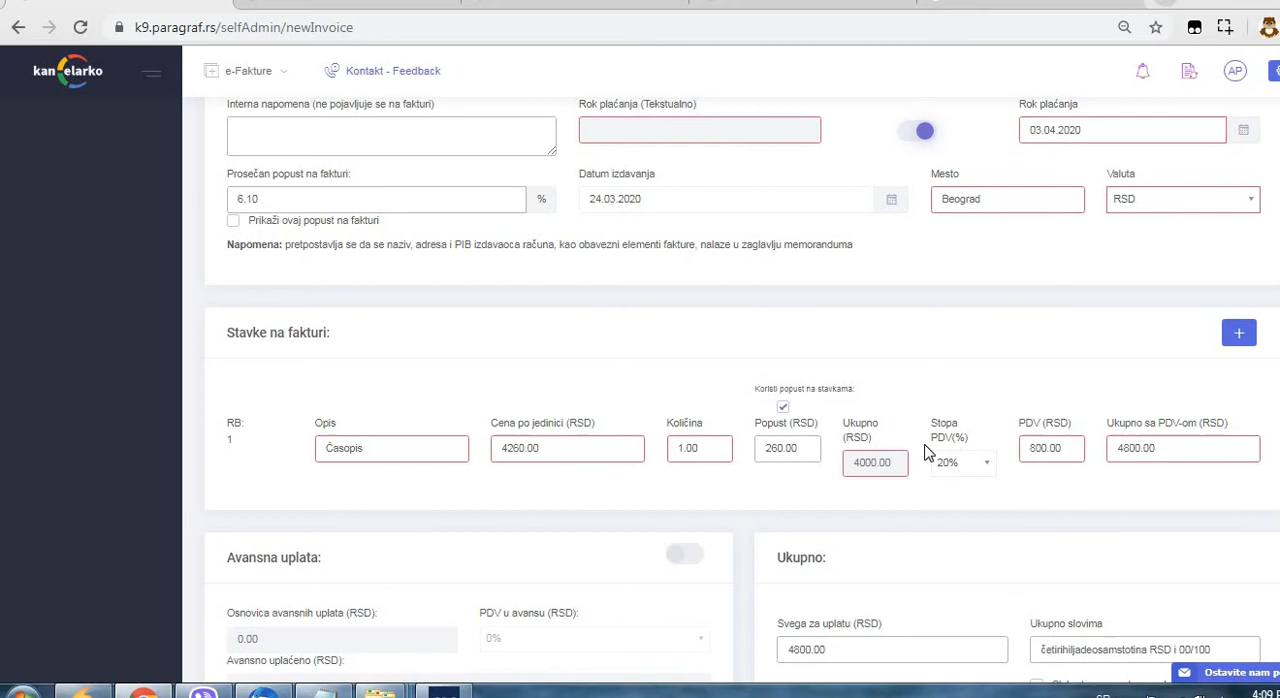 k9.paragraf.rs/selfAdmin/newInvoice
kan elarko
e-Fakture
Kontakt - Feedback
AP
Interna napomena (ne pojavljuje se na fakturi)
Rok plaćanja (Tekstualno)
Rok plaćanja
03.04.2020
Prosečan popust na fakturi:
Datum izdavanja
Mesto
Valuta
6.10
%
24.03.2020
Beograd
RSD
Prikaži ovaj popust na fakturi
Napomena: pretpostavlja se da se naziv, adresa i PIB izdavaoca računa, kao obavezni elementi fakture, nalaze u zaglavlju memoranduma
Stavke na fakturi:
+
Koristi popust na stavkama:
RB:
Opis
Cena po jedinici (RSD)
Količina
Popust (RSD)
Ukupno (RSD)
Stopa PDV(%)
PDV (RSD)
Ukupno sa PDV-om (RSD)
1
Časopis
4260.00
1.00
260.00
4000.00
20%
800.00
4800.00
Avansna uplata:
Ukupno:
Osnovica avansnih uplata (RSD):
PDV u avansu (RSD):
Svega za uplatu (RSD)
Ukupno slovima
0.00
0%
4800.00
četirihiljadeosamstotina RSD i 00/100
Avansno uplaćeno (RSD):
Ostavite nam p